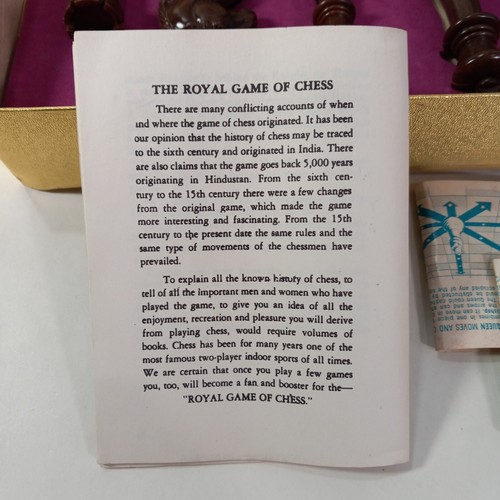 THE ROYAL GAME OF CHESS
There are many conflicting accounts of when
and where the game of chess originated. It has been
our opinion that the history of chess may be traced
to the sixth century and originated in India. There
are also claims that the game goes back 5,000 years
originating in Hindustan. From the sixth cen-
tury to the 15th century there were a few changes
from the original game, which made the game
more interesting and fascinating. From the 15th
century to the present date the same rules and the
same type of movements of the chessmen have
prevailed.
To explain all the known history of chess, to
tell of all the important men and women who have
played the game, to give you an idea of all the
enjoyment, recreation and pleasure you will derive
from playing chess, would require volumes of
books. Chess has been for many years one of the
most famous two-player indoor sports of all times.
We are certain that once you play a few games
you, too, will become a fan and booster for the—
"ROYAL GAME OF CHESS."
QUEEN MOVES AND